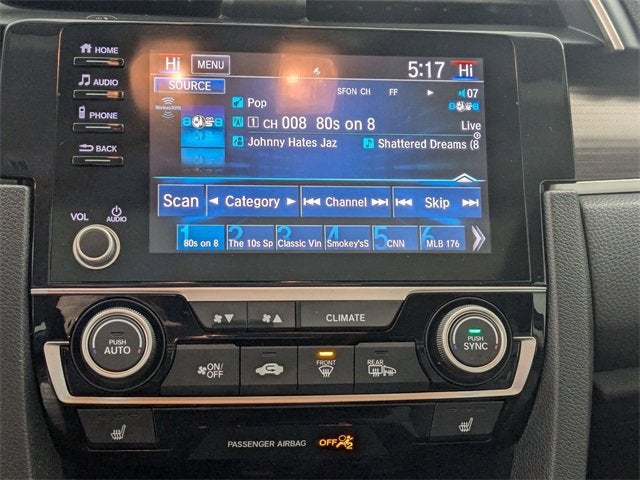 HOME
AUDIO
PHONE
BACK
VOL AUDIO
Hi MENU 5:17 Hi
SOURCE
SFON CH FF 07
SiriusXM
Pop
1 CH 008 80s on 8 Live
Johnny Hates Jaz Shattered Dreams (8
Scan Category Channel Skip
1 80s on 8
2 The 10s Sp
3 Classic Vin
4 Smokey'sS
5 CNN
6 MLB 176
CLIMATE
PUSH AUTO
PUSH SYNC
ON/OFF
FRONT
REAR
PASSENGER AIRBAG OFF